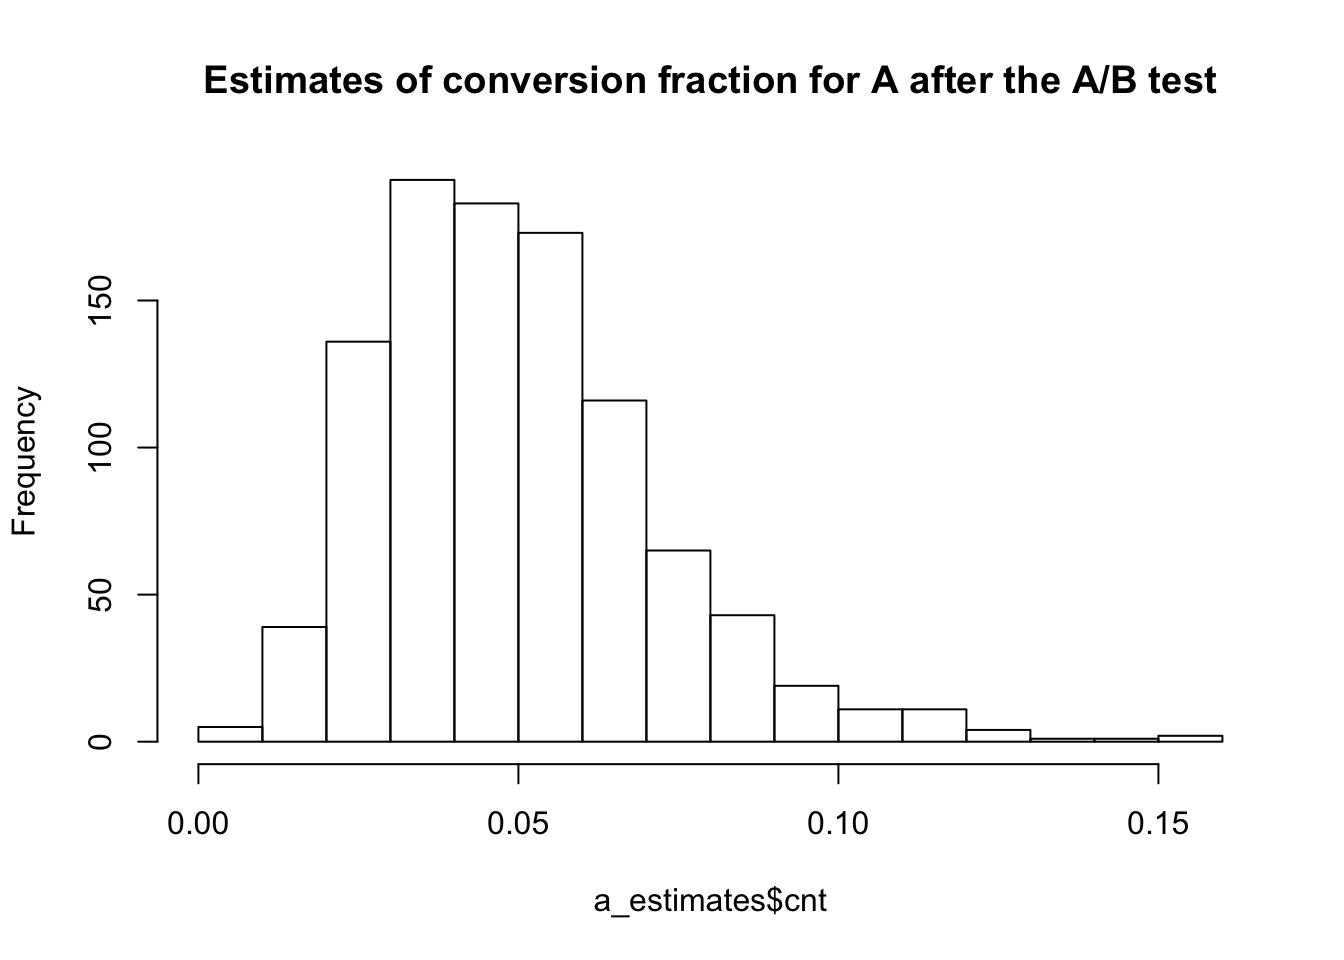 Estimates of conversion fraction for A after the A/B test
Frequency
150
100
50
0
0.00 0.05 0.10 0.15
a_estimates$cnt